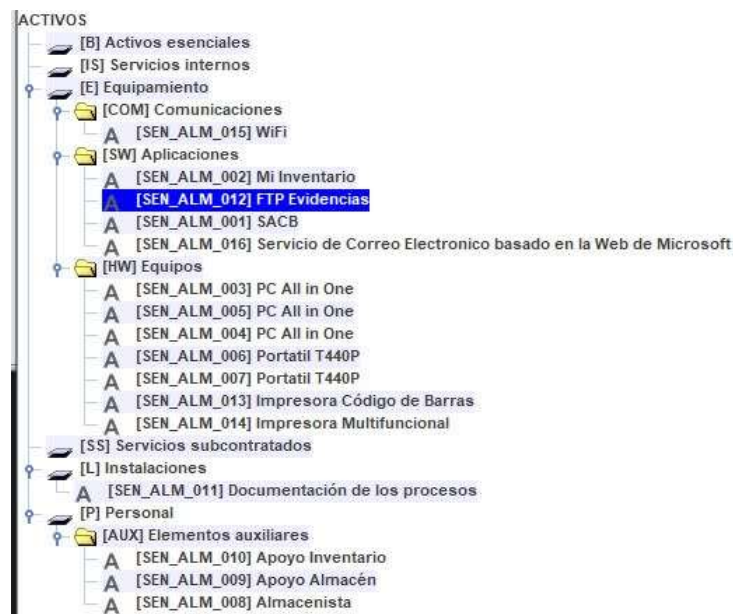 ACTIVOS
[B] Activos esenciales
[IS] Servicios internos
[E] Equipamiento
[COM] Comunicaciones
A [SEN_ALM_015] WiFi
[SW] Aplicaciones
A [SEN_ALM_002] Mi Inventario
A [SEN_ALM_012] FTP Evidencias
A [SEN_ALM_001] SACB
A [SEN_ALM_016] Servicio de Correo Electronico basado en la Web de Microsoft
[HW] Equipos
A [SEN_ALM_003] PC All in One
A [SEN_ALM_005] PC All in One
A [SEN_ALM_004] PC All in One
A [SEN_ALM_006] Portatil T440P
A [SEN_ALM_007] Portatil T440P
A [SEN_ALM_013] Impresora Código de Barras
A [SEN_ALM_014] Impresora Multifuncional
[SS] Servicios subcontratados
[L] Instalaciones
A [SEN_ALM_011] Documentación de los procesos
[P] Personal
[AUX] Elementos auxiliares
A [SEN_ALM_010] Apoyo Inventario
A [SEN_ALM_009] Apoyo Almacén
A [SEN_ALM_008] Almacenista